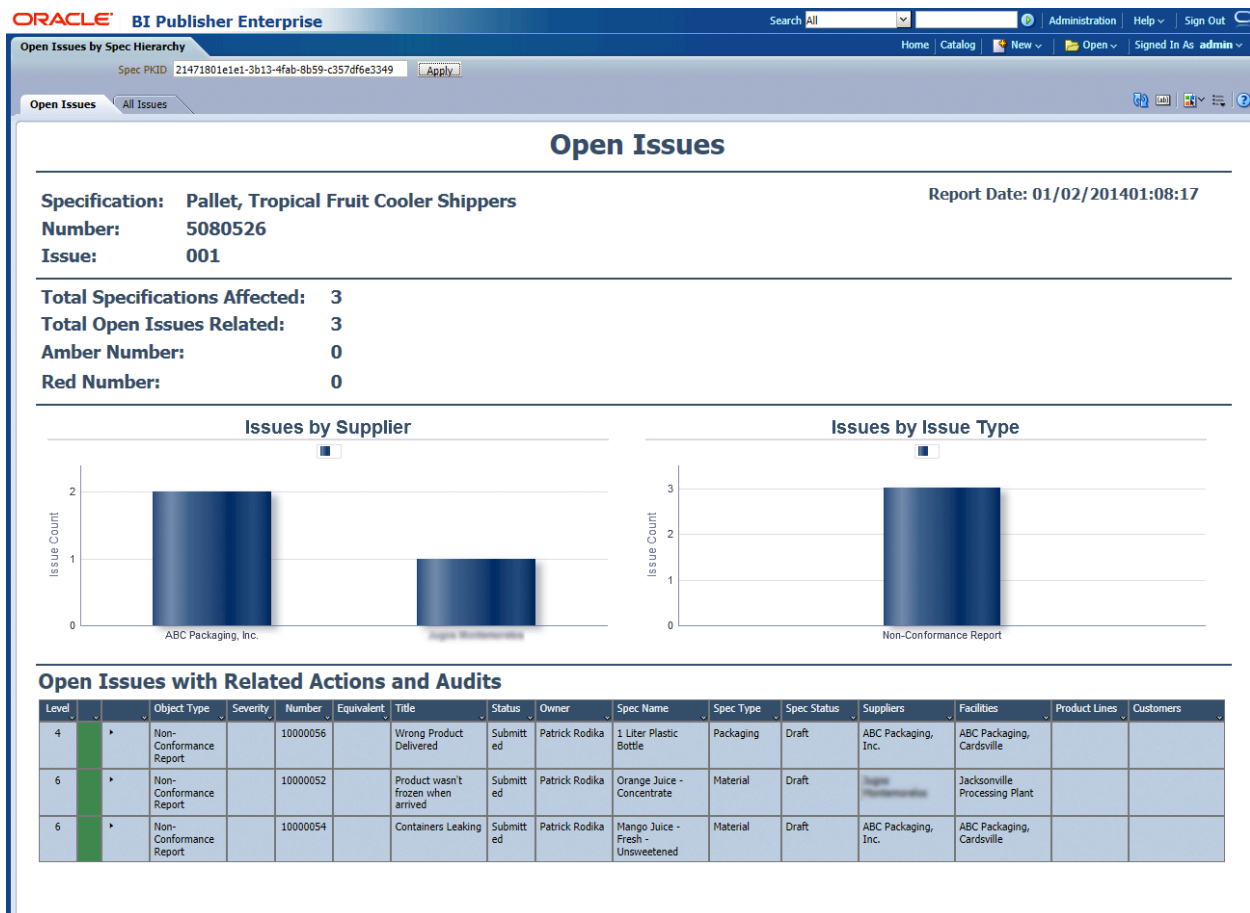 ORACLE BI Publisher Enterprise
Search All Administration Help Sign Out
Open Issues by Spec Hierarchy
Home Catalog New Open Signed In As admin
Spec PKID 21471801e1e1-3b13-4fab-8b59-c357df6e3349 Apply
Open Issues All Issues
Open Issues
Specification: Pallet, Tropical Fruit Cooler Shippers
Report Date: 01/02/201401:08:17
Number: 5080526
Issue: 001
Total Specifications Affected: 3
Total Open Issues Related: 3
Amber Number: 0
Red Number: 0
Issues by Supplier
Issue Count
2
1
0
ABC Packaging, Inc.
Issues by Issue Type
Issue Count
3
2
1
0
Non-Conformance Report
Open Issues with Related Actions and Audits
Level Object Type Severity Number Equivalent Title Status Owner Spec Name Spec Type Spec Status Suppliers Facilities Product Lines Customers
4 Non- 10000056 Wrong Product Submitt Patrick Rodika 1 Liter Plastic Packaging Draft ABC Packaging, ABC Packaging,
Conformance Delivered ed Bottle Inc. Cardsville
Report
6 Non- 10000052 Product wasn't Submitt Patrick Rodika Orange Juice - Material Draft Jacksonville
Conformance frozen when ed Concentrate Processing Plant
Report arrived
6 Non- 10000054 Containers Leaking Submitt Patrick Rodika Mango Juice - Material Draft ABC Packaging, ABC Packaging,
Conformance ed Fresh - Inc. Cardsville
Report Unsweetened